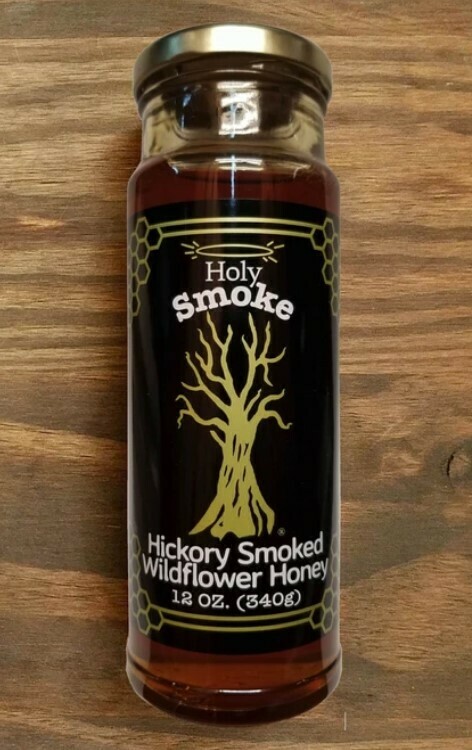 Holy
Smoke
®
Hickory Smoked
Wildflower Honey
12 OZ. (340g)